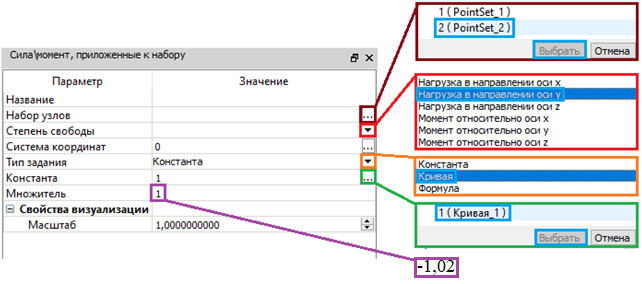 Сила\момент, приложенные к набору
Параметр Значение
Название
Набор узлов ...
Степень свободы
Система координат 0 ...
Тип задания Константа
Константа 1 ...
Множитель 1
Свойства визуализации
Масштаб 1,0000000000
1 ( PointSet_1)
2 ( PointSet_2)
Выбрать Отмена
Нагрузка в направлении оси x
Нагрузка в направлении оси y
Нагрузка в направлении оси z
Момент относительно оси x
Момент относительно оси y
Момент относительно оси z
Константа
Кривая
Формула
1 ( Кривая_1)
Выбрать Отмена
-1,02